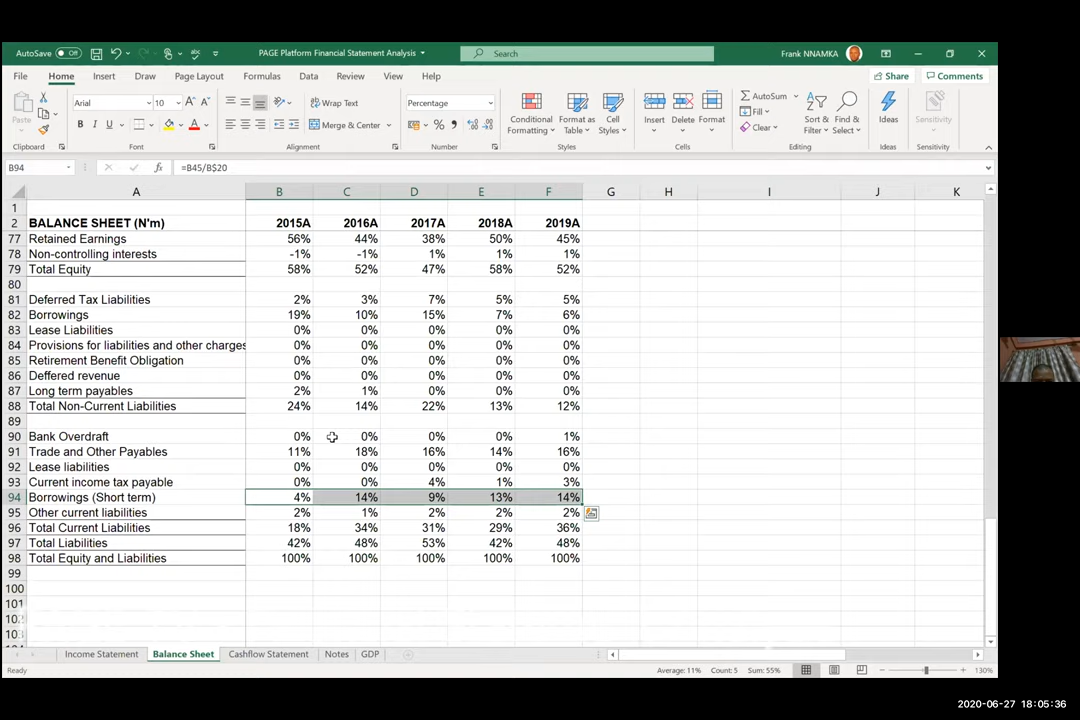 AutoSave Off PAGE Platform Financial Statement Analysis Search Frank NNAMKA
File Home Insert Draw Page Layout Formulas Data Review View Help Share Comments
Paste Arial 10 A A Wrap Text Percentage Conditional Formatting Format as Table Cell Styles Insert Delete Format AutoSum Fill Clear Sort & Filter Find & Select Ideas Sensitivity
B I U A Merge & Center % ,
Clipboard Font Alignment Number Styles Cells Editing Ideas Sensitivity
B94 fx =B45/B$20
A B C D E F G H I J K
1
2 BALANCE SHEET (N'm) 2015A 2016A 2017A 2018A 2019A
77 Retained Earnings 56% 44% 38% 50% 45%
78 Non-controlling interests -1% -1% 1% 1% 1%
79 Total Equity 58% 52% 47% 58% 52%
80
81 Deferred Tax Liabilities 2% 3% 7% 5% 5%
82 Borrowings 19% 10% 15% 7% 6%
83 Lease Liabilities 0% 0% 0% 0% 0%
84 Provisions for liabilities and other charges 0% 0% 0% 0% 0%
85 Retirement Benefit Obligation 0% 0% 0% 0% 0%
86 Deffered revenue 0% 0% 0% 0% 0%
87 Long term payables 2% 1% 0% 0% 0%
88 Total Non-Current Liabilities 24% 14% 22% 13% 12%
89
90 Bank Overdraft 0% 0% 0% 0% 1%
91 Trade and Other Payables 11% 18% 16% 14% 16%
92 Lease liabilities 0% 0% 0% 0% 0%
93 Current income tax payable 0% 0% 4% 1% 3%
94 Borrowings (Short term) 4% 14% 9% 13% 14%
95 Other current liabilities 2% 1% 2% 2% 2%
96 Total Current Liabilities 18% 34% 31% 29% 36%
97 Total Liabilities 42% 48% 53% 42% 48%
98 Total Equity and Liabilities 100% 100% 100% 100% 100%
99
100
101
102
103
Income Statement Balance Sheet Cashflow Statement Notes GDP
Ready Average: 11% Count: 5 Sum: 55% 130%
2020-06-27 18:05:36